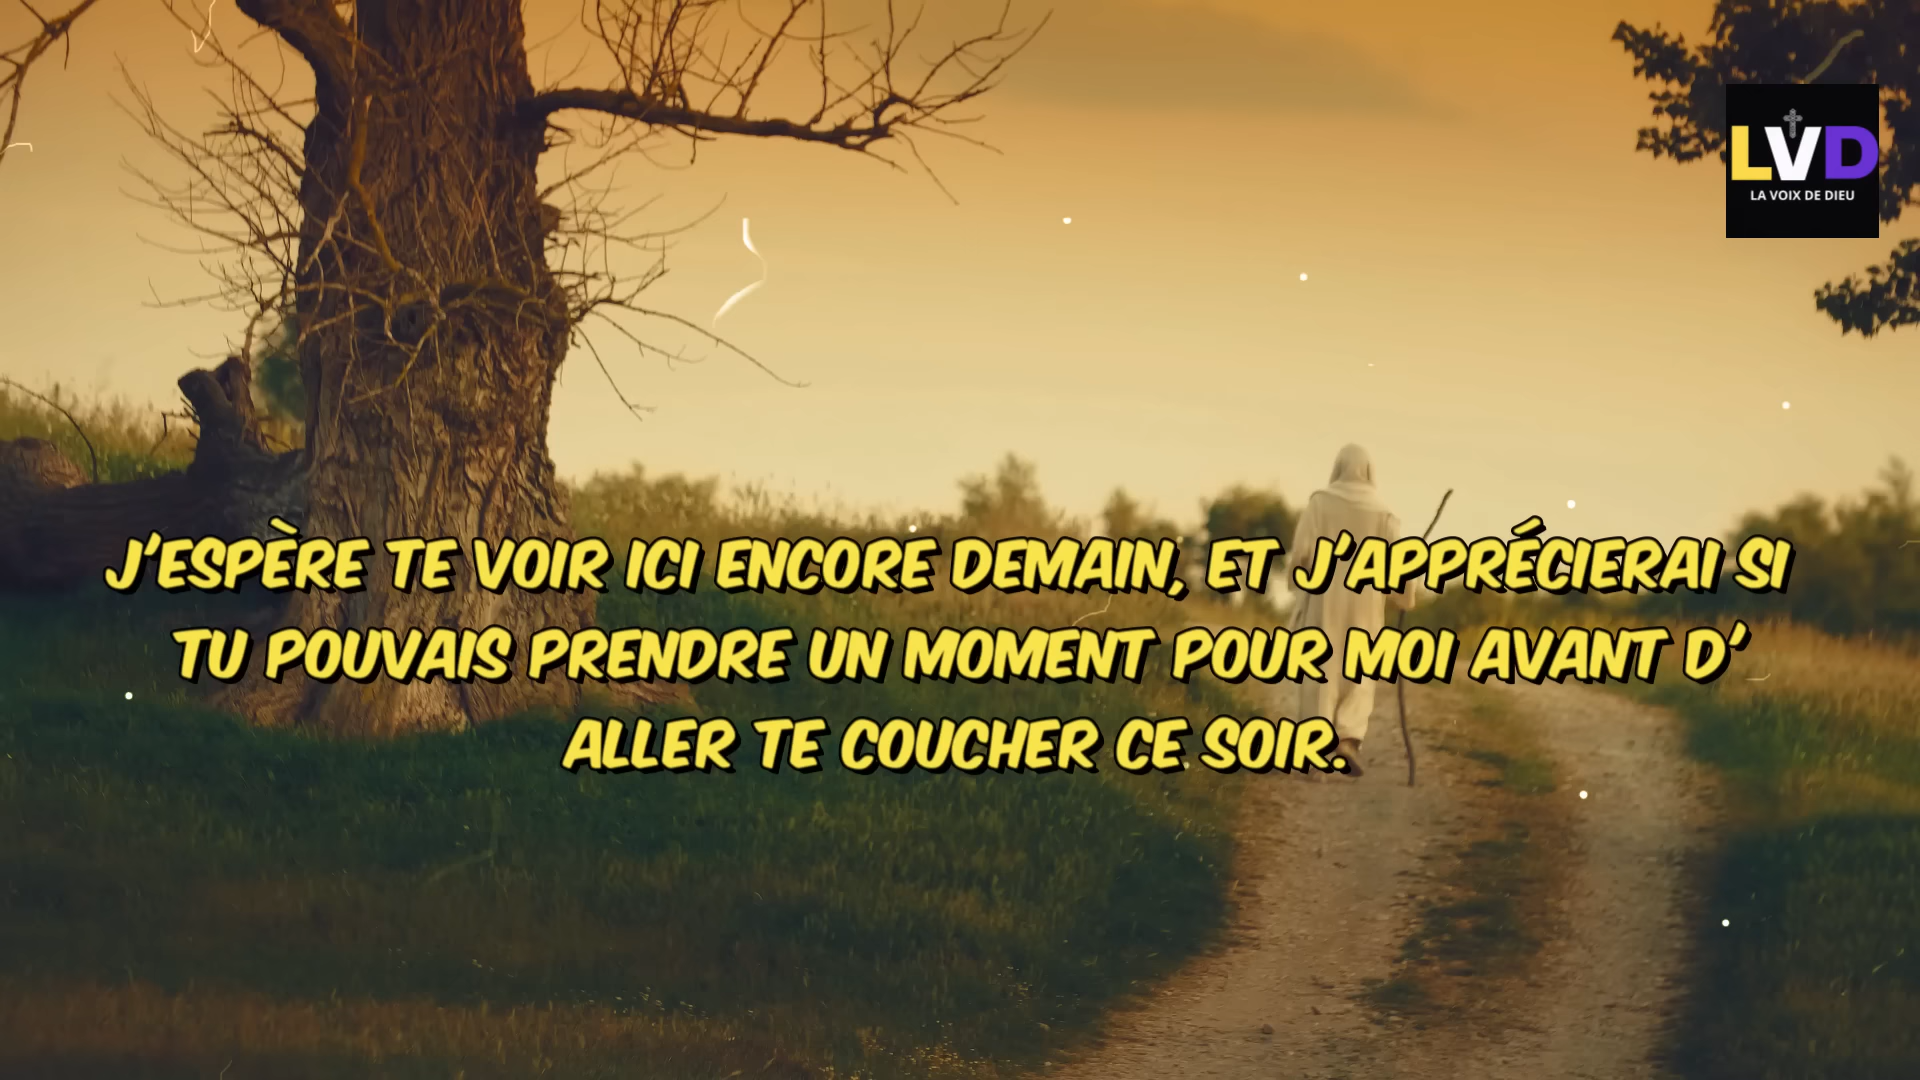 LVD
LA VOIX DE DIEU
J'ESPÈRE TE VOIR ICI ENCORE DEMAIN, ET J'APPRÉCIERAI SI
TU POUVAIS PRENDRE UN MOMENT POUR MOI AVANT D'
ALLER TE COUCHER CE SOIR.